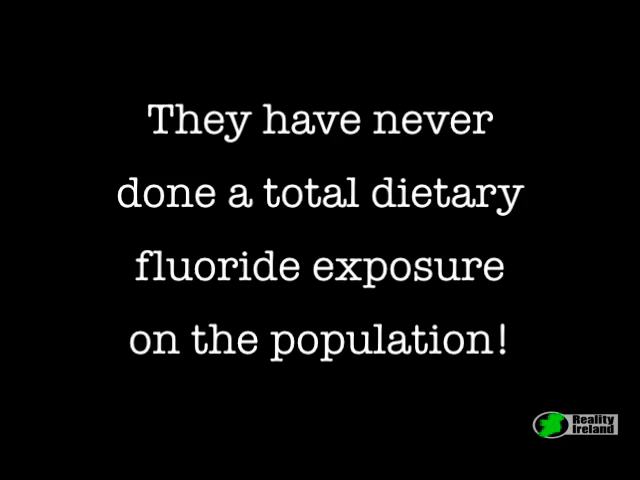 They have never
done a total dietary
fluoride exposure
on the population!
Reality
Ireland